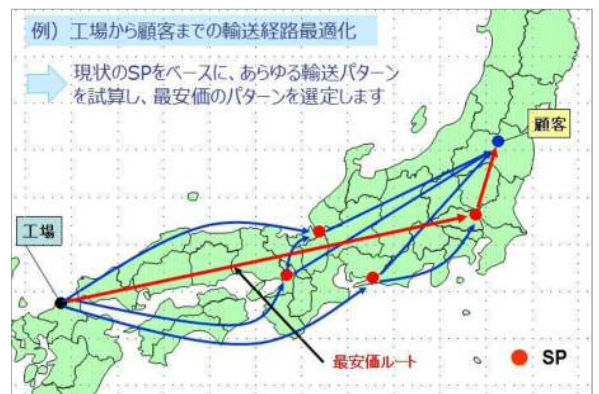 例）工場から顧客までの輸送経路最適化
現状のSPをベースに、あらゆる輸送パターン
を試算し、最安価のパターンを選定します
顧客
工場
最安価ルート
SP